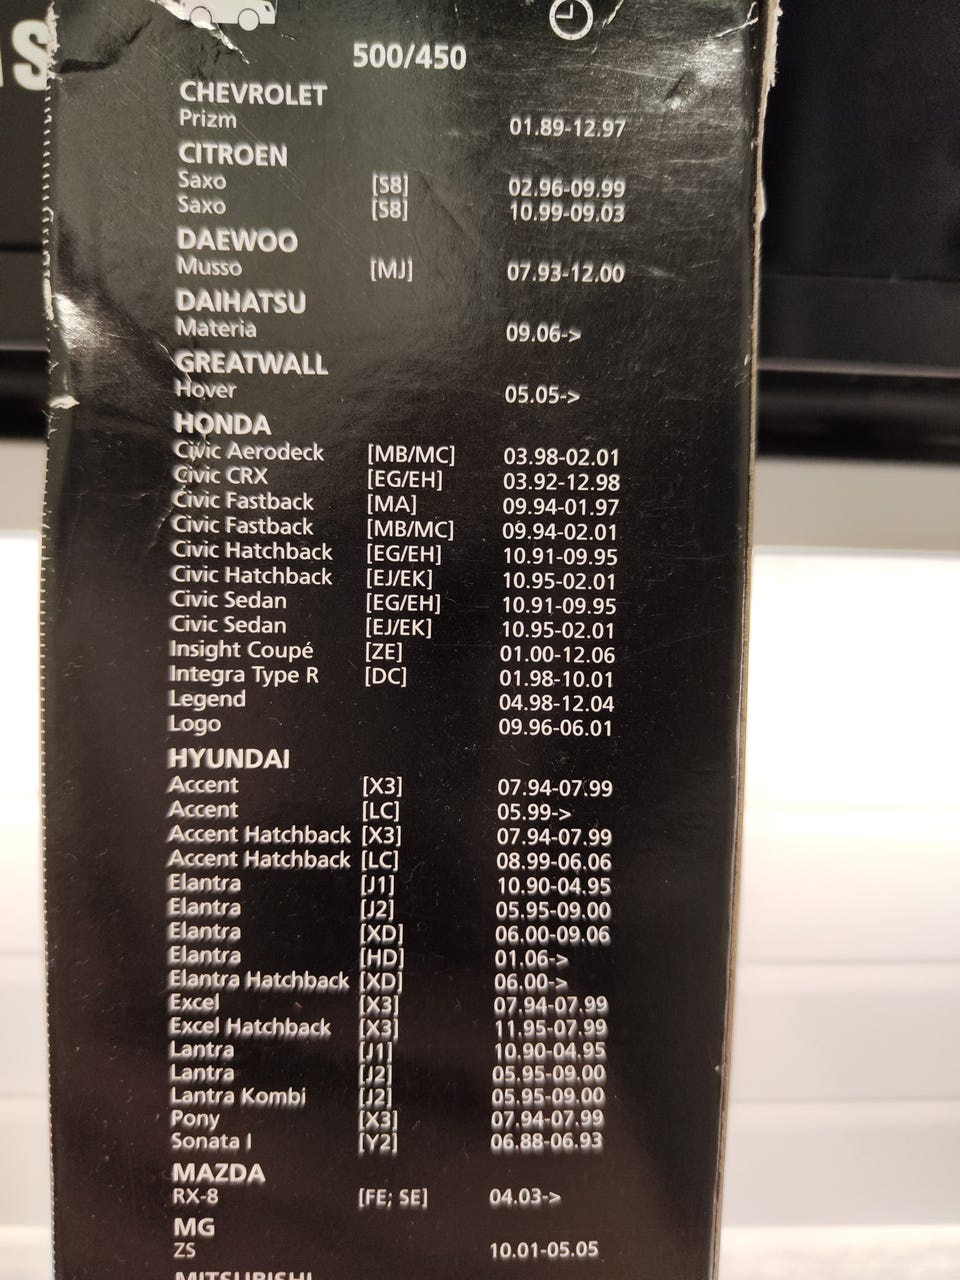 S
500/450
CHEVROLET
Prizm 01.89-12.97
CITROEN
Saxo [S8] 02.96-09.99
Saxo [S8] 10.99-09.03
DAEWOO
Musso [MJ] 07.93-12.00
DAIHATSU
Materia 09.06->
GREATWALL
Hover 05.05->
HONDA
Civic Aerodeck [MB/MC] 03.98-02.01
Civic CRX [EG/EH] 03.92-12.98
Civic Fastback [MA] 09.94-01.97
Civic Fastback [MB/MC] 09.94-02.01
Civic Hatchback [EG/EH] 10.91-09.95
Civic Hatchback [EJ/EK] 10.95-02.01
Civic Sedan [EG/EH] 10.91-09.95
Civic Sedan [EJ/EK] 10.95-02.01
Insight Coupé [ZE] 01.00-12.06
Integra Type R [DC] 01.98-10.01
Legend 04.98-12.04
Logo 09.96-06.01
HYUNDAI
Accent [X3] 07.94-07.99
Accent [LC] 05.99->
Accent Hatchback [X3] 07.94-07.99
Accent Hatchback [LC] 08.99-06.06
Elantra [J1] 10.90-04.95
Elantra [J2] 05.95-09.00
Elantra [XD] 06.00-09.06
Elantra [HD] 01.06->
Elantra Hatchback [XD] 06.00->
Excel [X3] 07.94-07.99
Excel Hatchback [X3] 11.95-07.99
Lantra [J1] 10.90-04.95
Lantra [J2] 05.95-09.00
Lantra Kombi [J2] 05.95-09.00
Pony [X3] 07.94-07.99
Sonata I [Y2] 06.88-06.93
MAZDA
RX-8 [FE; SE] 04.03->
MG
ZS 10.01-05.05
MITSUBISHI